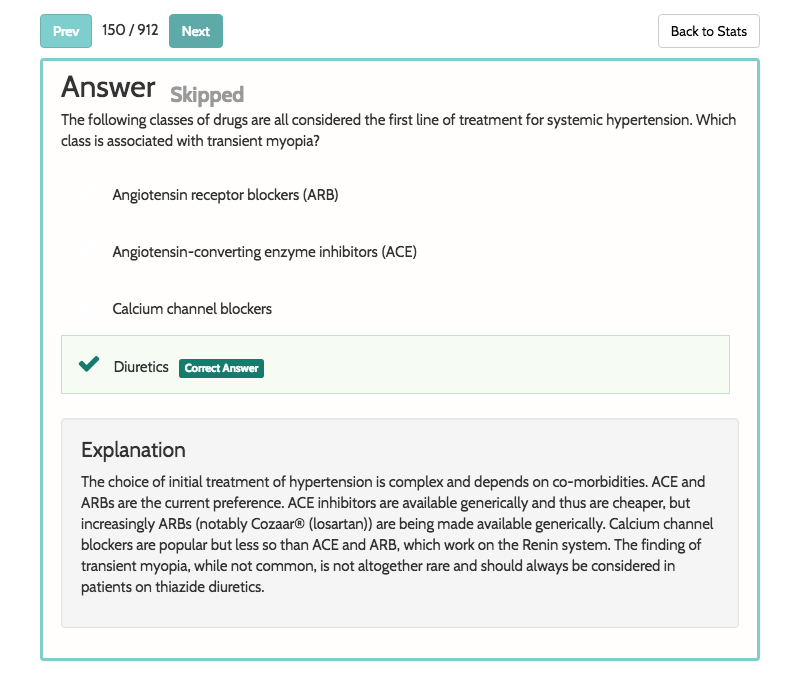 Prev 150 / 912 Next Back to Stats
Answer Skipped
The following classes of drugs are all considered the first line of treatment for systemic hypertension. Which
class is associated with transient myopia?
Angiotensin receptor blockers (ARB)
Angiotensin-converting enzyme inhibitors (ACE)
Calcium channel blockers
Diuretics Correct Answer
Explanation
The choice of initial treatment of hypertension is complex and depends on co-morbidities. ACE and
ARBs are the current preference. ACE inhibitors are available generically and thus are cheaper, but
increasingly ARBs (notably Cozaar® (losartan)) are being made available generically. Calcium channel
blockers are popular but less so than ACE and ARB, which work on the Renin system. The finding of
transient myopia, while not common, is not altogether rare and should always be considered in
patients on thiazide diuretics.